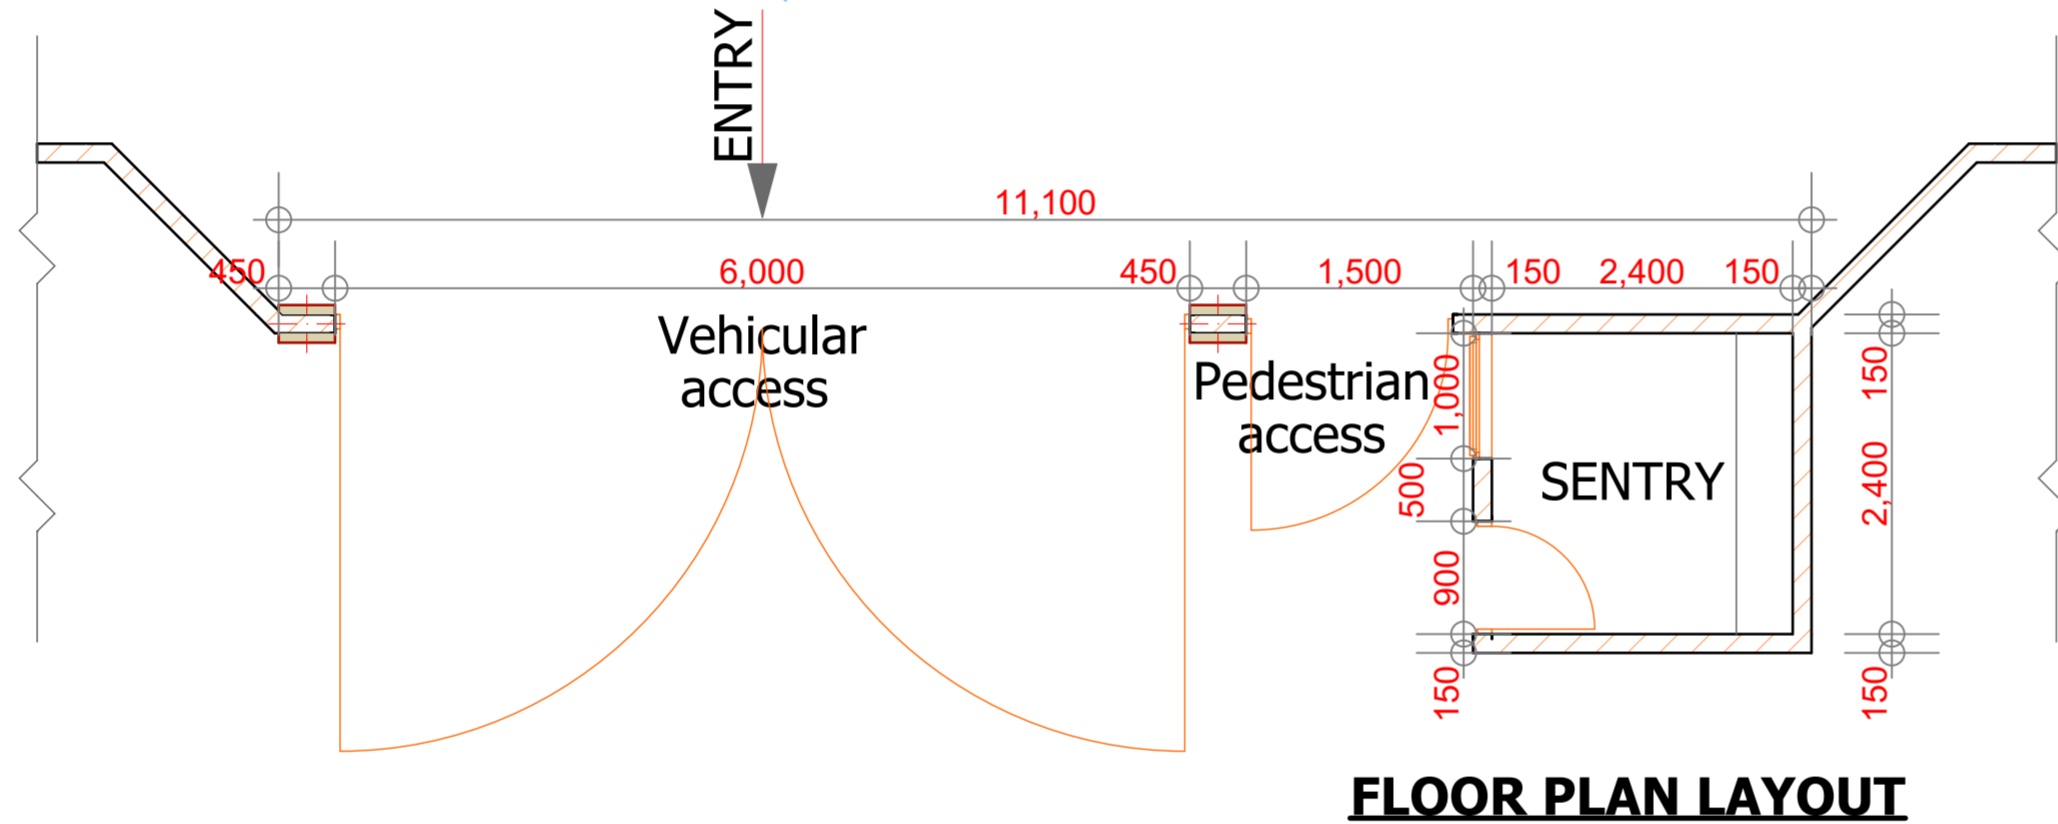 ENTRY
11,100
450
6,000
450
1,500
150
2,400
150
Vehicular
access
Pedestrian
access
1,000
500
900
150
SENTRY
150
2,400
150
FLOOR PLAN LAYOUT